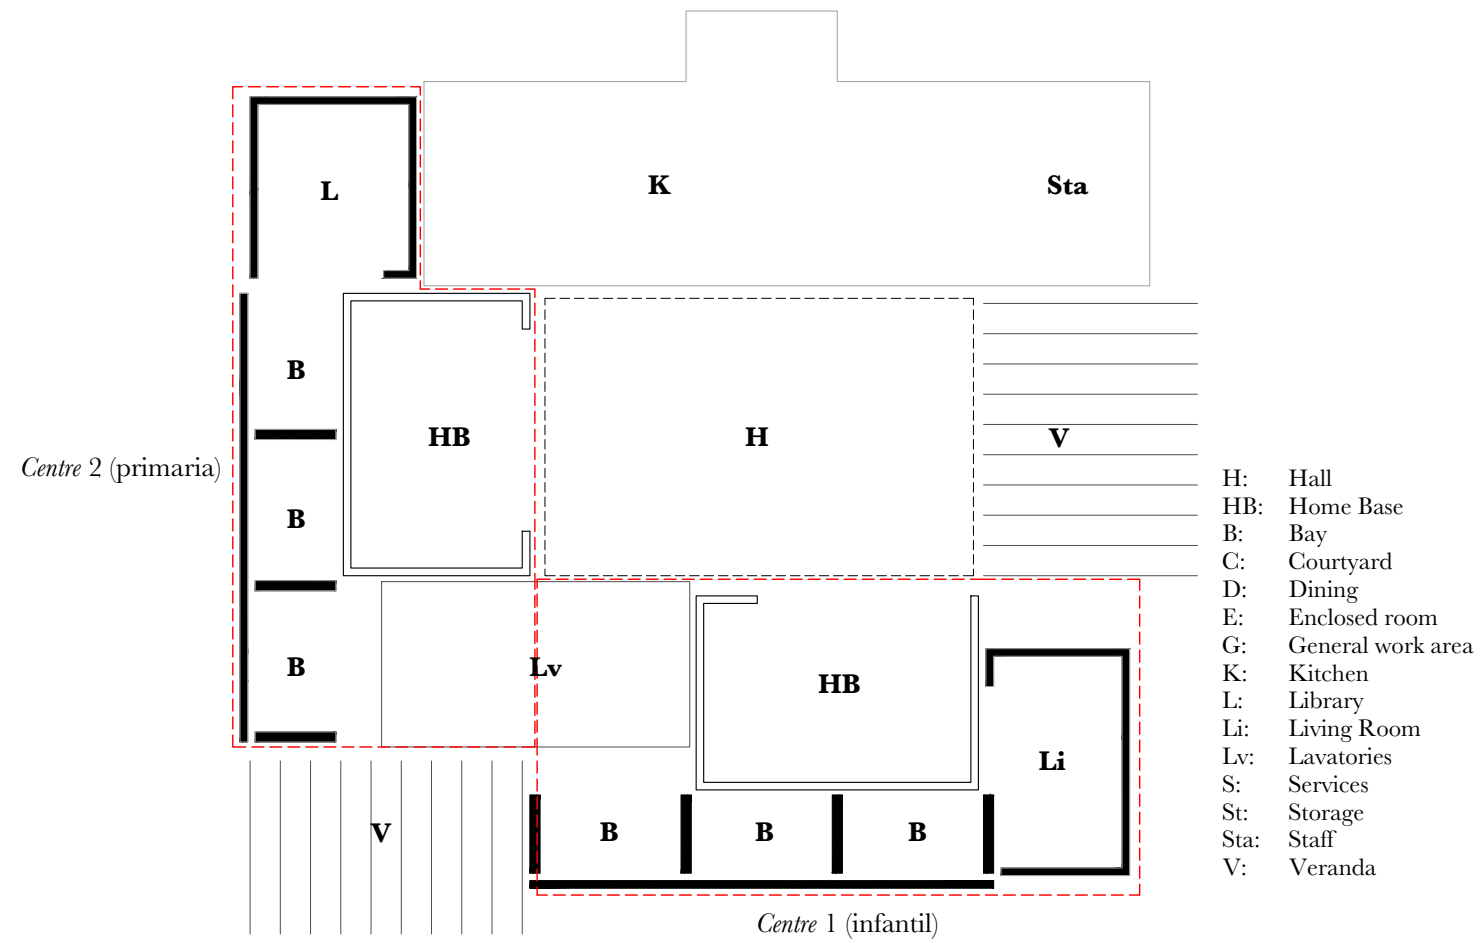 L
K
Sta
B
HB
H
V
Centre 2 (primaria)
B
B
Lv
HB
Li
V
B
B
B
Centre 1 (infantil)
H: Hall
HB: Home Base
B: Bay
C: Courtyard
D: Dining
E: Enclosed room
G: General work area
K: Kitchen
L: Library
Li: Living Room
Lv: Lavatories
S: Services
St: Storage
Sta: Staff
V: Veranda